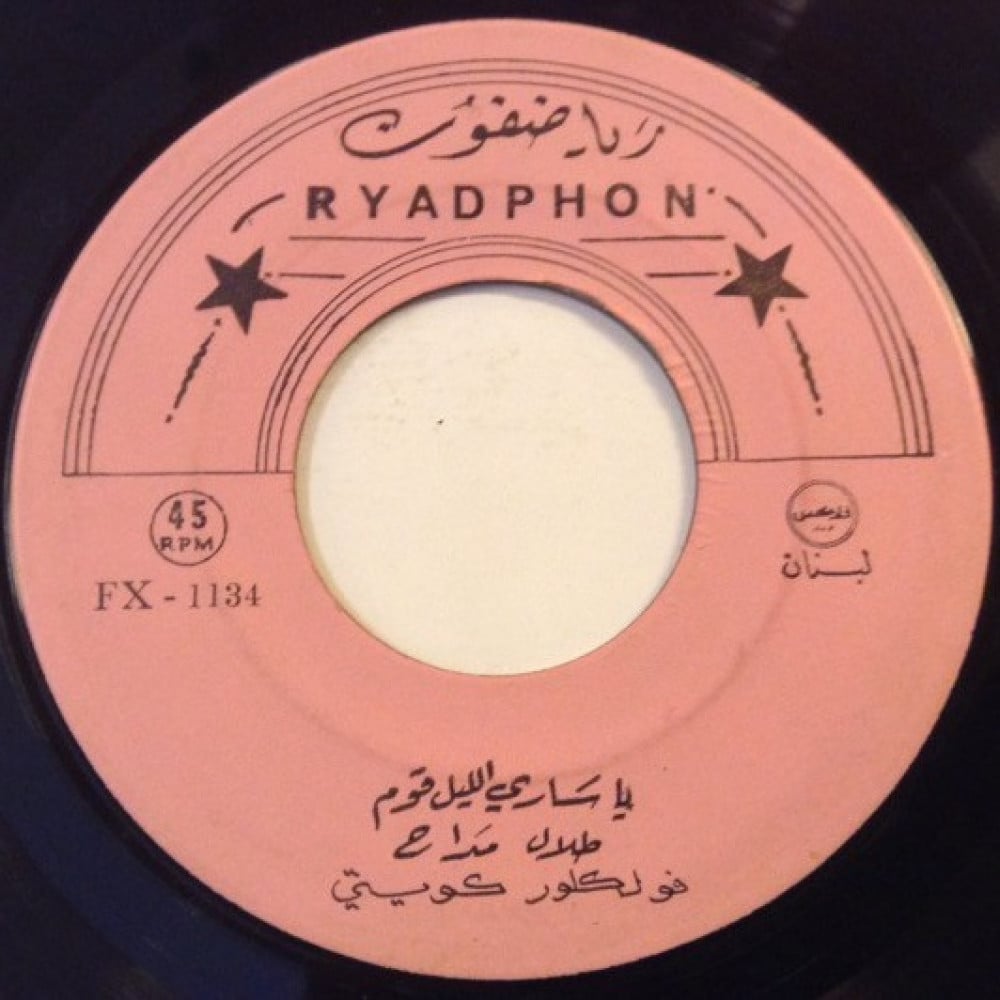 رياضفون
RYADPHON
45
RPM
FX - 1134
لبنان
يا ساري الليل قوم
طلال مداح
فولكلور كويتي